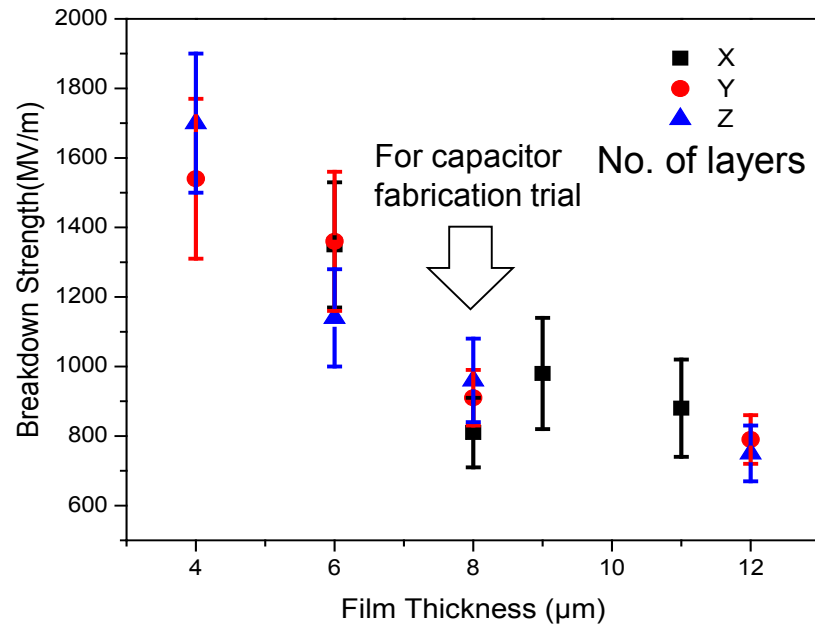 2000
1800
1600
1400
1200
1000
800
600
Breakdown Strength(MV/m)
X
Y
Z
No. of layers
For capacitor
fabrication trial
4
6
8
10
12
Film Thickness (μm)